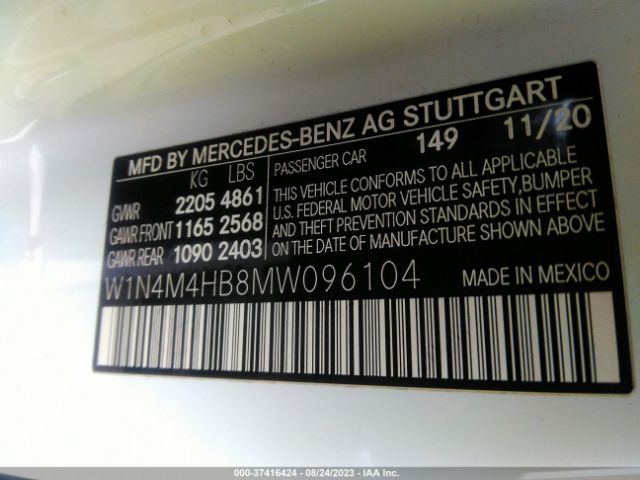 MFD BY MERCEDES-BENZ AG STUTTGART
KG LBS
GVWR 2205 4861
GAWR FRONT 1165 2568
GAWR REAR 1090 2403
PASSENGER CAR 149 11/20
THIS VEHICLE CONFORMS TO ALL APPLICABLE
U.S. FEDERAL MOTOR VEHICLE SAFETY,BUMPER
AND THEFT PREVENTION STANDARDS IN EFFECT
ON THE DATE OF MANUFACTURE SHOWN ABOVE
W1N4M4HB8MW096104 MADE IN MEXICO
000-37416424 - 08/24/2023 - IAA Inc.